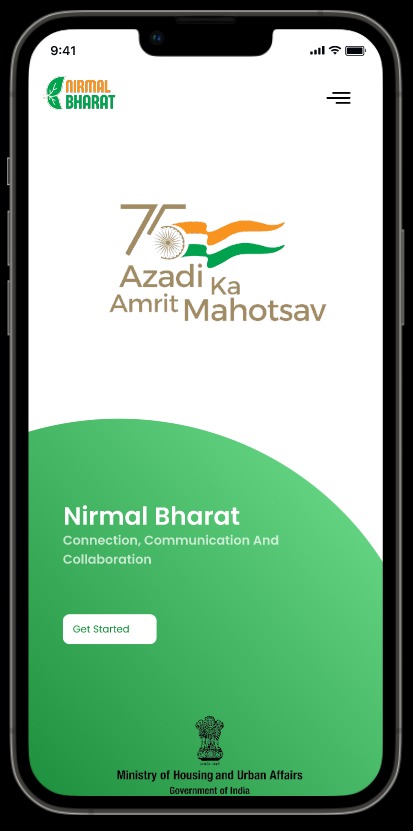 9:41
NIRMAL
BHARAT
75
Azadi Ka
Amrit Mahotsav
Nirmal Bharat
Connection, Communication And
Collaboration
Get Started
Ministry of Housing and Urban Affairs
Government of India